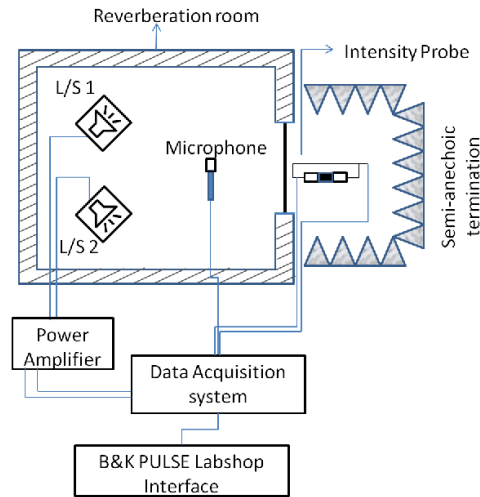 Reverberation room
L/S 1
Intensity Probe
Microphone
L/S 2
Semi-anechoic
termination
Power
Amplifier
Data Acquisition
system
B&K PULSE Labshop
Interface